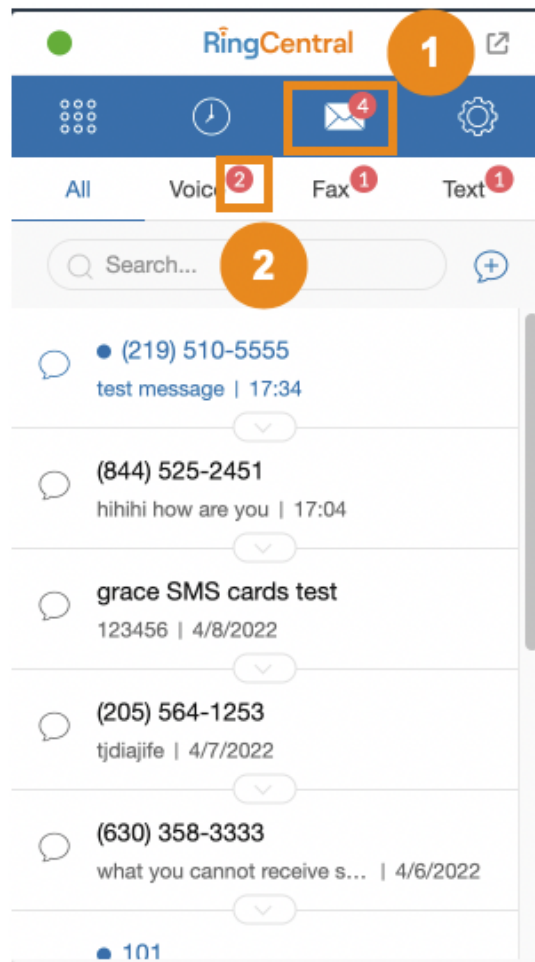 RingCentral
1
4
All Voice 2 Fax 1 Text 1
Search...
2
(219) 510-5555
test message | 17:34
(844) 525-2451
hihihi how are you | 17:04
grace SMS cards test
123456 | 4/8/2022
(205) 564-1253
tjdiajife | 4/7/2022
(630) 358-3333
what you cannot receive s... | 4/6/2022
101